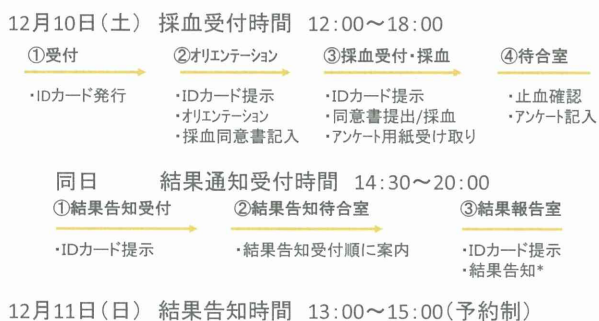 12月10日(土) 採血受付時間 12:00～18:00
①受付 ②オリエンテーション ③採血受付・採血 ④待合室
・IDカード発行 ・IDカード提示 ・IDカード提示 ・止血確認
・オリエンテーション ・同意書提出/採血 ・アンケート記入
・採血同意書記入 ・アンケート用紙受け取り
同日 結果通知受付時間 14:30～20:00
①結果告知受付 ②結果告知待合室 ③結果報告室
・IDカード提示 ・結果告知受付順に案内 ・IDカード提示
・結果告知*
12月11日(日) 結果告知時間 13:00～15:00(予約制)